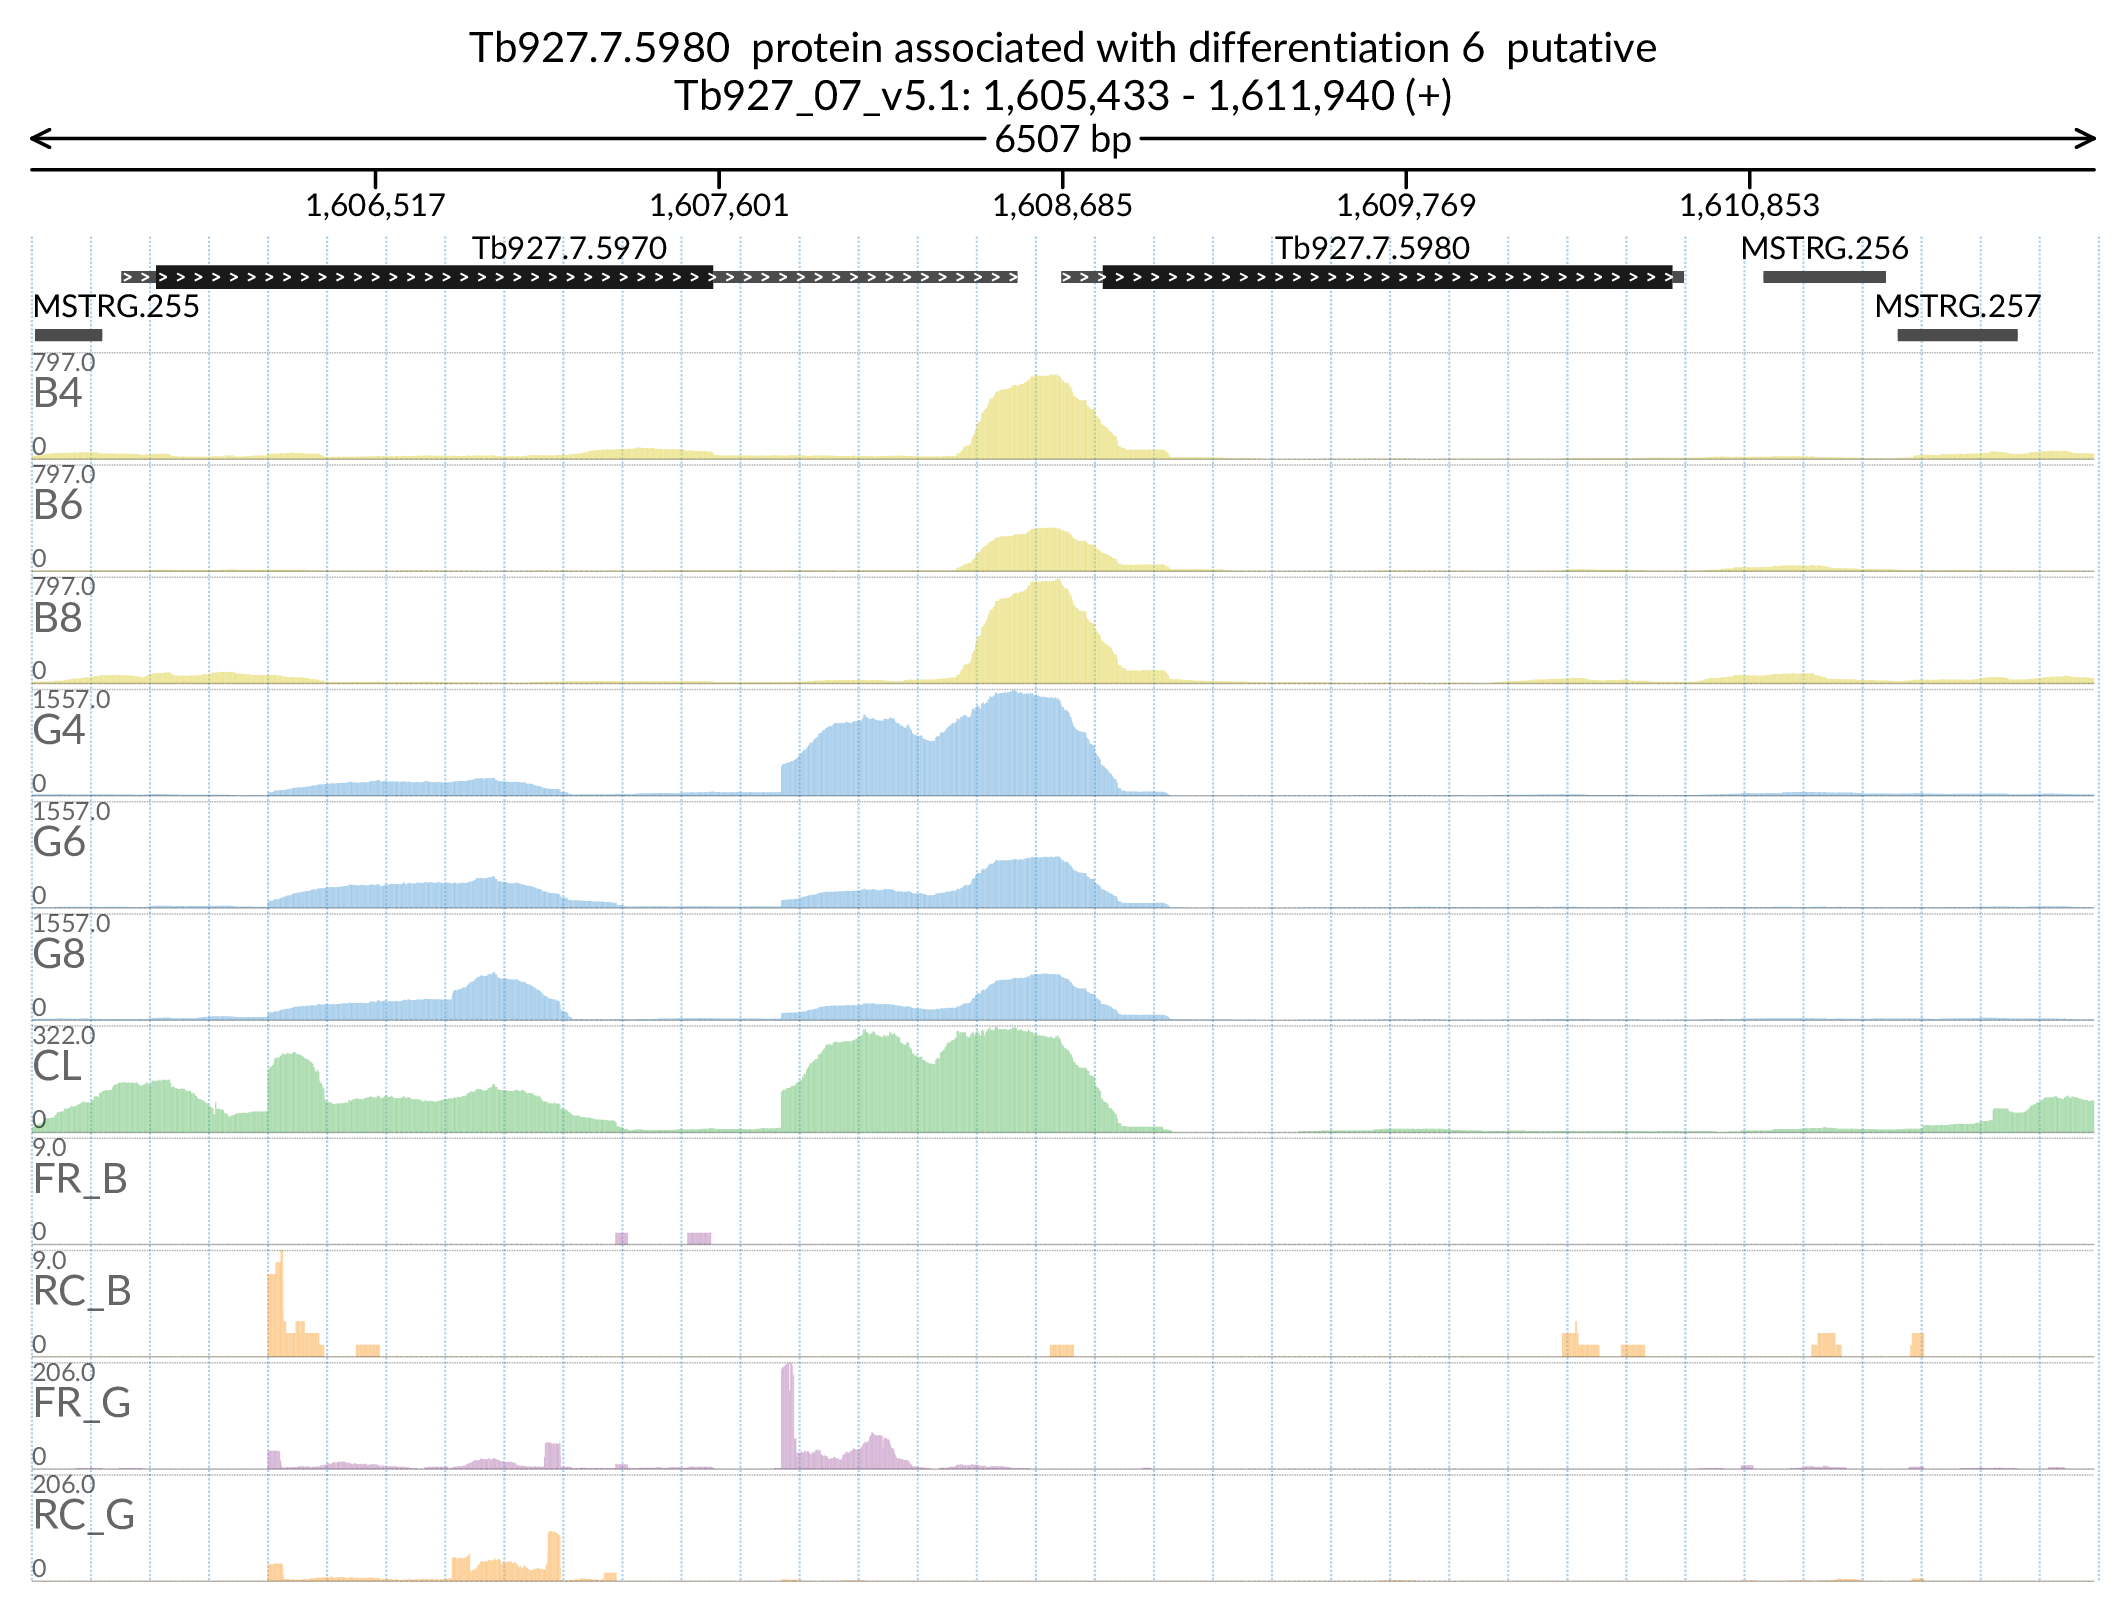 Tb927.7.5980  protein associated with differentiation 6  putative
Tb927_07_v5.1: 1,605,433 - 1,611,940 (+)
6507 bp
1,606,517 1,607,601 1,608,685 1,609,769 1,610,853
Tb927.7.5970 Tb927.7.5980 MSTRG.256
MSTRG.255 MSTRG.257
797.0
B4
0
797.0
B6
0
797.0
B8
0
1557.0
G4
0
1557.0
G6
0
1557.0
G8
0
322.0
CL
0
9.0
FR_B
0
9.0
RC_B
0
206.0
FR_G
0
206.0
RC_G
0